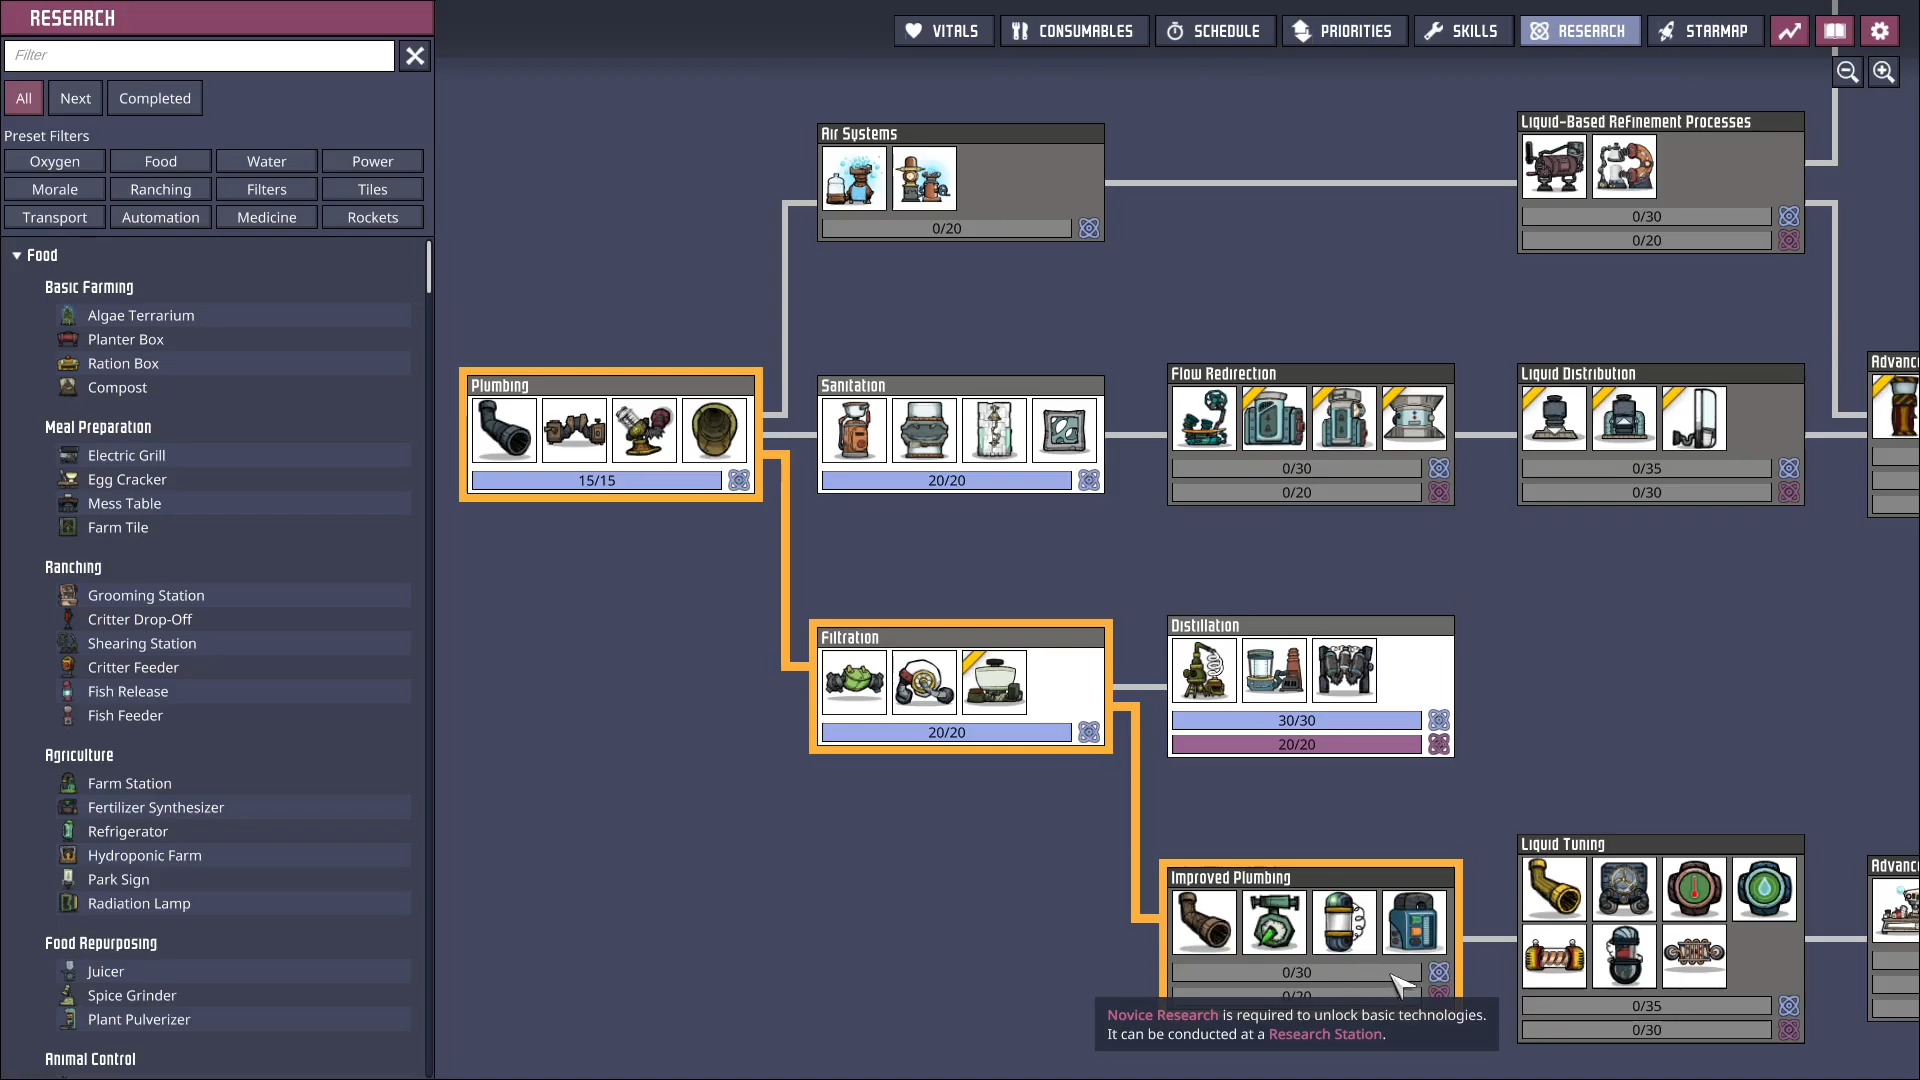 RESEARCH
VITALS
CONSUMABLES
SCHEDULE
PRIORITIES
SKILLS
RESEARCH
STARMAP
Filter
All
Next
Completed
Preset Filters
Oxygen
Food
Water
Power
Morale
Ranching
Filters
Tiles
Transport
Automation
Medicine
Rockets
Food
Basic Farming
Algae Terrarium
Planter Box
Ration Box
Compost
Meal Preparation
Electric Grill
Egg Cracker
Mess Table
Farm Tile
Ranching
Grooming Station
Critter Drop-Off
Shearing Station
Critter Feeder
Fish Release
Fish Feeder
Agriculture
Farm Station
Fertilizer Synthesizer
Refrigerator
Hydroponic Farm
Park Sign
Radiation Lamp
Food Repurposing
Juicer
Spice Grinder
Plant Pulverizer
Animal Control
Air Systems
0/20
Liquid-Based Refinement Processes
0/30
0/20
Plumbing
15/15
Sanitation
20/20
Flow Redirection
0/30
0/20
Liquid Distribution
0/35
0/30
Advanc
Filtration
20/20
Distillation
30/30
20/20
Improved Plumbing
0/30
0/20
Liquid Tuning
0/35
0/30
Advanc
Novice Research is required to unlock basic technologies.
It can be conducted at a Research Station.